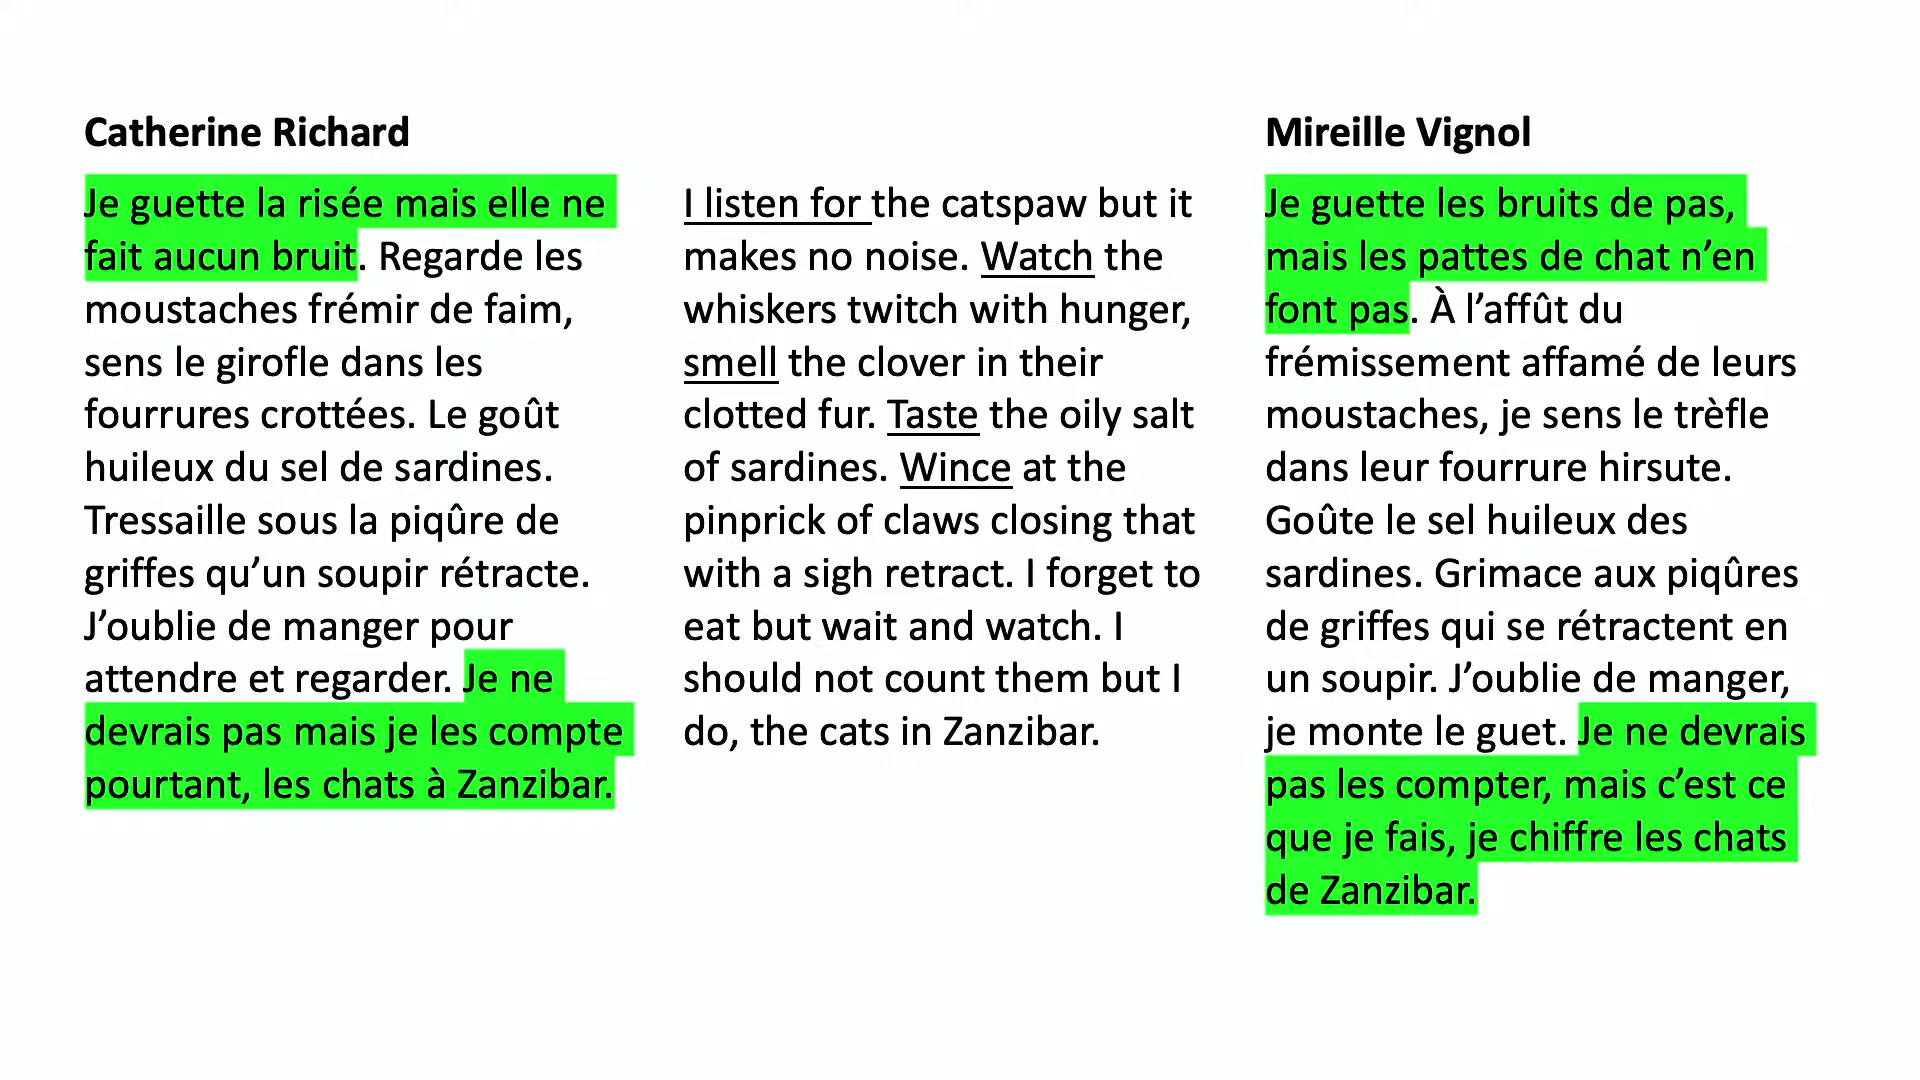 Catherine Richard
Je guette la risée mais elle ne
fait aucun bruit. Regarde les
moustaches frémir de faim,
sens le girofle dans les
fourrures crottées. Le goût
huileux du sel de sardines.
Tressaille sous la piqûre de
griffes qu’un soupir rétracte.
J’oublie de manger pour
attendre et regarder. Je ne
devrais pas mais je les compte
pourtant, les chats à Zanzibar.
I listen for the catspaw but it
makes no noise. Watch the
whiskers twitch with hunger,
smell the clover in their
clotted fur. Taste the oily salt
of sardines. Wince at the
pinprick of claws closing that
with a sigh retract. I forget to
eat but wait and watch. I
should not count them but I
do, the cats in Zanzibar.
Mireille Vignol
Je guette les bruits de pas,
mais les pattes de chat n’en
font pas. À l’affût du
frémissement affamé de leurs
moustaches, je sens le trèfle
dans leur fourrure hirsute.
Goûte le sel huileux des
sardines. Grimace aux piqûres
de griffes qui se rétractent en
un soupir. J’oublie de manger,
je monte le guet. Je ne devrais
pas les compter, mais c’est ce
que je fais, je chiffre les chats
de Zanzibar.